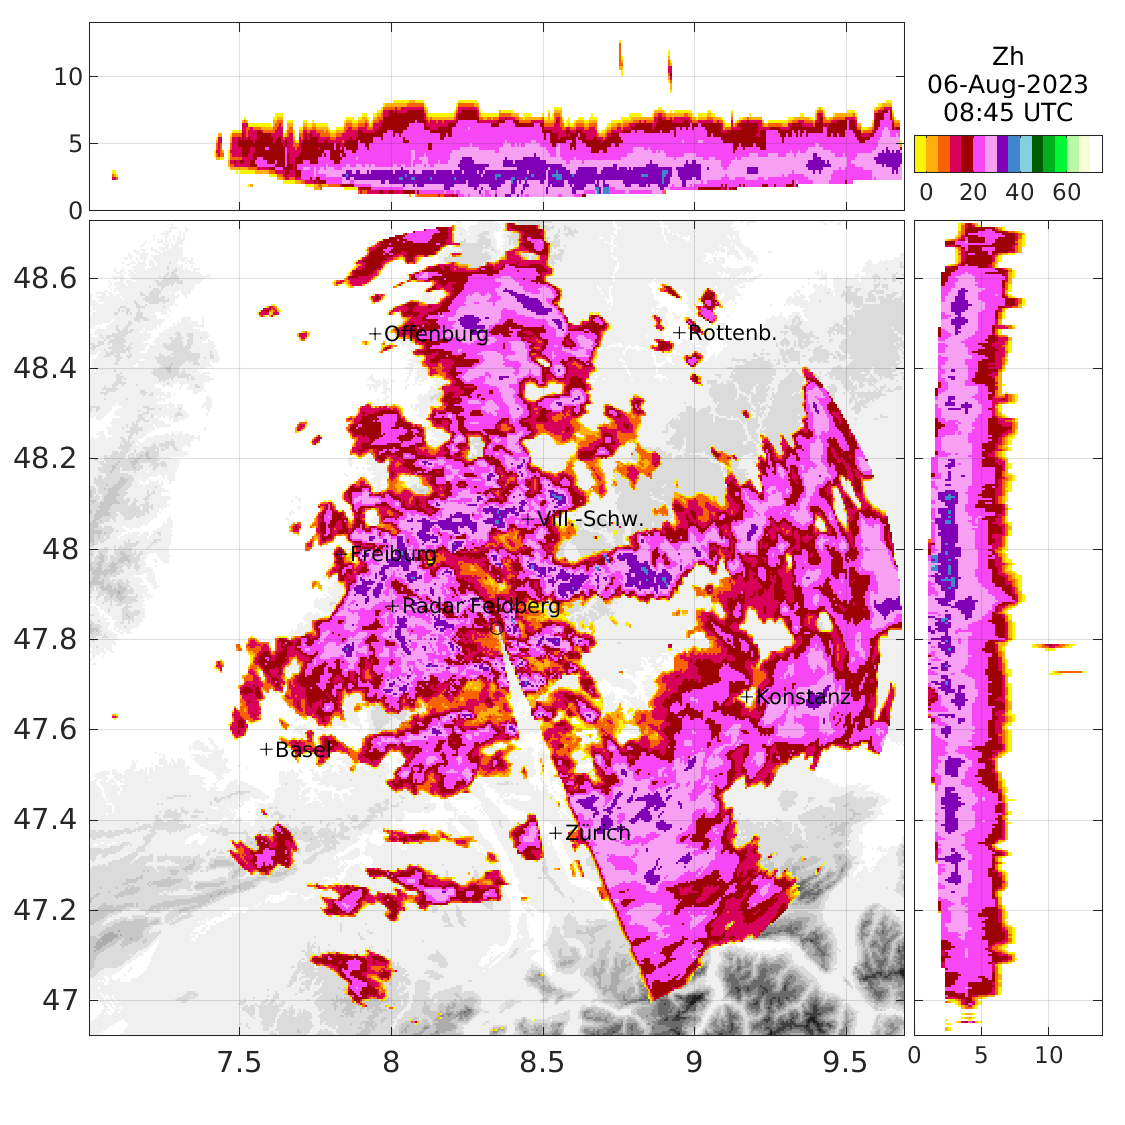 10
5
0
Zh
06-Aug-2023
08:45 UTC
0 20 40 60
48.6
48.4
48.2
48
47.8
47.6
47.4
47.2
47
+Offenburg
+Rottenb.
+Vill.-Schw.
+Freiburg
+Radar Feldberg
+Konstanz
+Basel
+Zürich
7.5 8 8.5 9 9.5
0 5 10